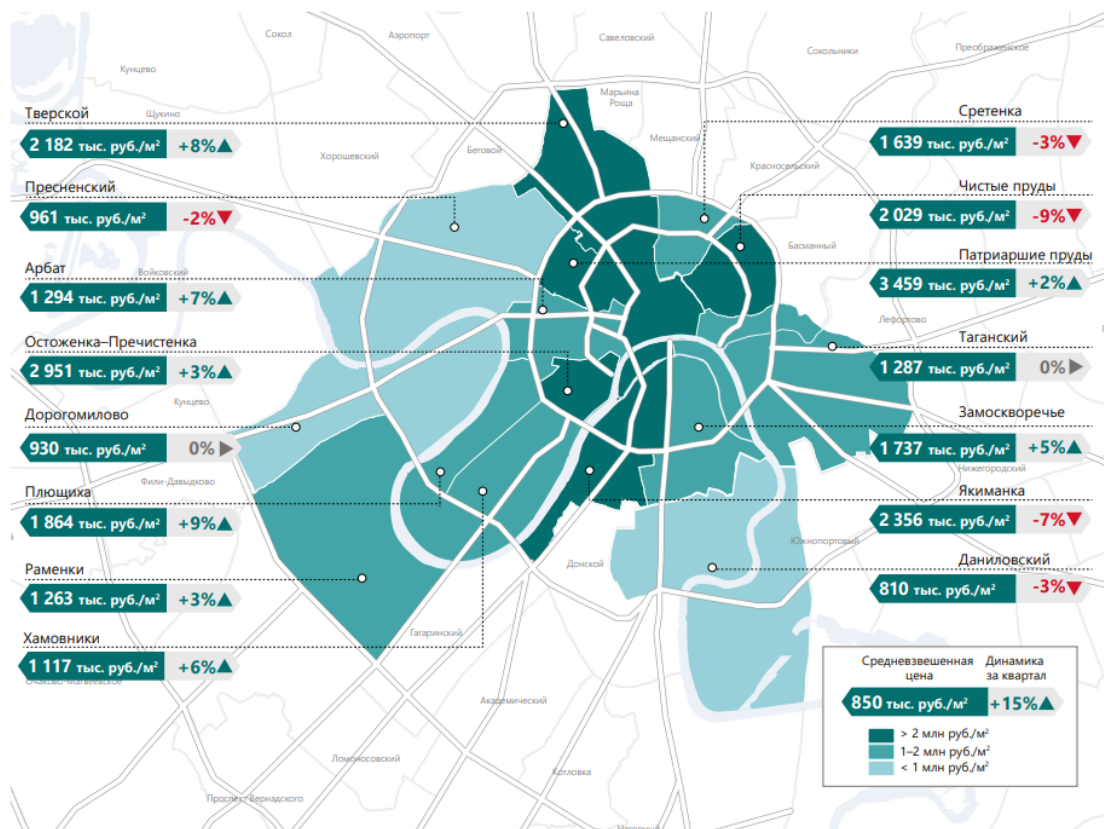 Сокол
Аэропорт
Савеловский
Сокольники
Преображенское
Кунцево
Марьина
Роща
Щукино
Мещанский
Беговой
Хорошевский
Красносельский
Басманный
Войковский
Лефортово
Кунцево
Фили-Давыдково
Нижегородский
Южнопортовый
Донской
Гагаринский
Очаково-Матвеевское
Академический
Ломоносовский
Котловка
Проспект Вернадского
Нагорный
Тверской
2 182 тыс. руб./м²
+8%
Пресненский
961 тыс. руб./м²
-2%
Арбат
1 294 тыс. руб./м²
+7%
Остоженка–Пречистенка
2 951 тыс. руб./м²
+3%
Дорогомилово
930 тыс. руб./м²
0%
Плющиха
1 864 тыс. руб./м²
+9%
Раменки
1 263 тыс. руб./м²
+3%
Хамовники
1 117 тыс. руб./м²
+6%
Сретенка
1 639 тыс. руб./м²
-3%
Чистые пруды
2 029 тыс. руб./м²
-9%
Патриаршие пруды
3 459 тыс. руб./м²
+2%
Таганский
1 287 тыс. руб./м²
0%
Замоскворечье
1 737 тыс. руб./м²
+5%
Якиманка
2 356 тыс. руб./м²
-7%
Даниловский
810 тыс. руб./м²
-3%
Средневзвешенная
цена
Динамика
за квартал
850 тыс. руб./м²
+15%
> 2 млн руб./м²
1–2 млн руб./м²
< 1 млн руб./м²